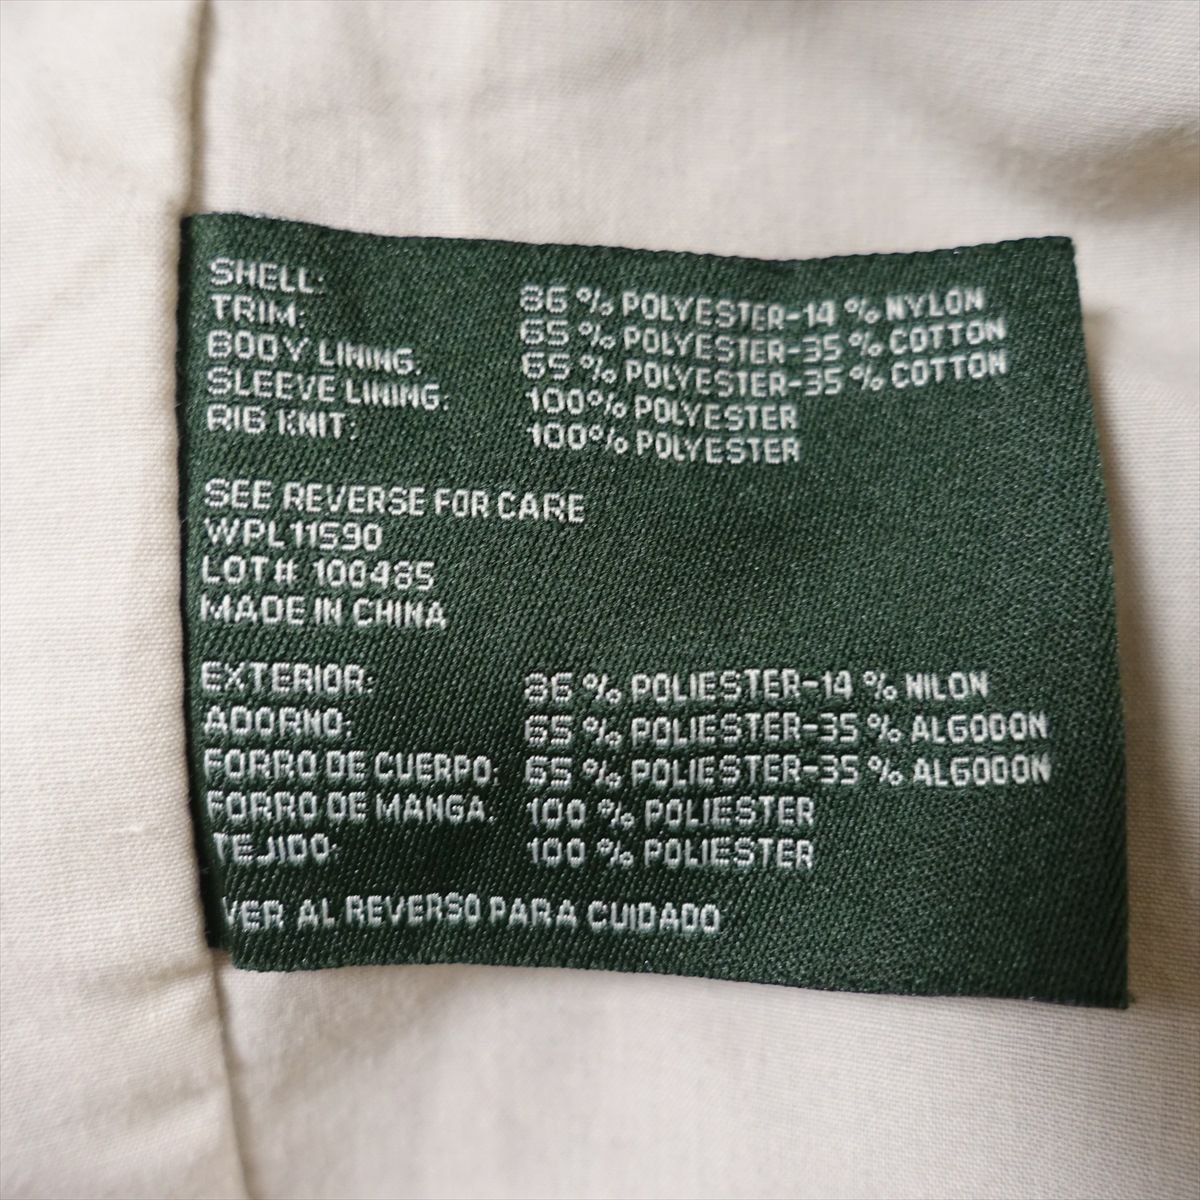 SHELL: 86 % POLYESTER-14 % NYLON
TRIM: 65 % POLYESTER-35 % COTTON
BODY LINING: 65 % POLYESTER-35 % COTTON
SLEEVE LINING: 100% POLYESTER
RIB KNIT: 100% POLYESTER
SEE REVERSE FOR CARE
WPL11590
LOT# 100485
MADE IN CHINA
EXTERIOR: 86 % POLIESTER-14 % NILON
ADORNO: 65 % POLIESTER-35 % ALGODON
FORRO DE CUERPO: 65 % POLIESTER-35 % ALGODON
FORRO DE MANGA: 100 % POLIESTER
TEJIDO: 100 % POLIESTER
VER AL REVERSO PARA CUIDADO